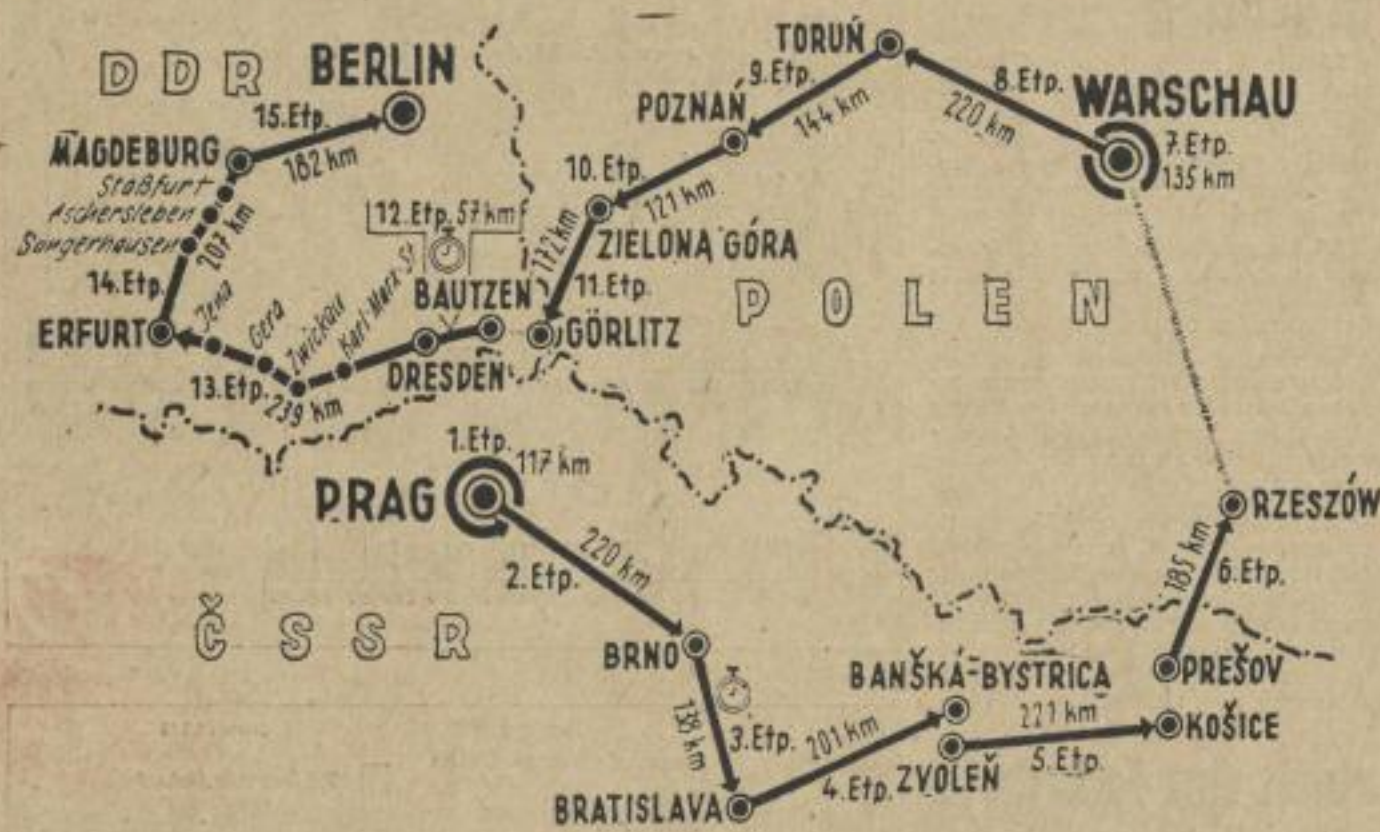 DDR
BERLIN
15.Etp.
182 km
MAGDEBURG
Staßfurt
Aschersleben
Sangerhausen
207 km
14.Etp.
ERFURT
Jena
Gera
Zwickau
Karl-Marx-St
13.Etp.
239 km
12.Etp. 57 km
BAUTZEN
DRESDEN
GÖRLITZ
11.Etp.
172 km
ZIELONA GÓRA
10.Etp.
121 km
POZNAŃ
9.Etp.
144 km
TORUŃ
8.Etp.
220 km
WARSCHAU
7.Etp.
135 km
POLEN
1.Etp.
117 km
PRAG
220 km
2.Etp.
ČSSR
BRNO
138 km
3.Etp.
BRATISLAVA
201 km
4.Etp.
BANŠKÁ-BYSTRICA
ZVOLEŇ
221 km
5.Etp.
KOŠICE
PREŠOV
185 km
6.Etp.
RZESZÓW